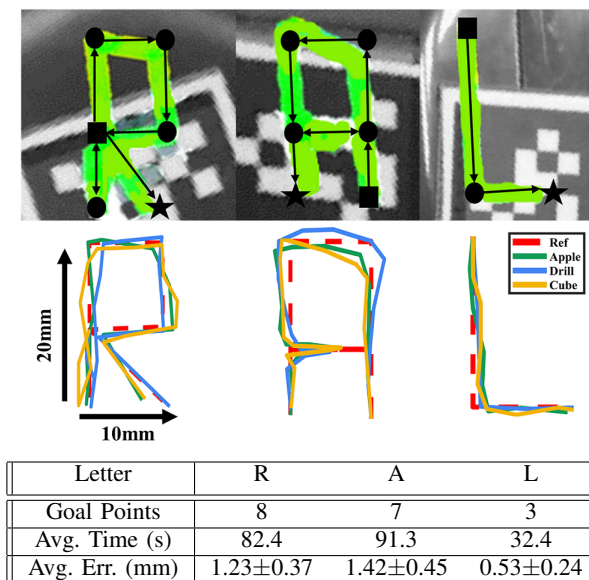 Ref
Apple
Drill
Cube
20mm
10mm
Letter R A L
Goal Points 8 7 3
Avg. Time (s) 82.4 91.3 32.4
Avg. Err. (mm) 1.23±0.37 1.42±0.45 0.53±0.24